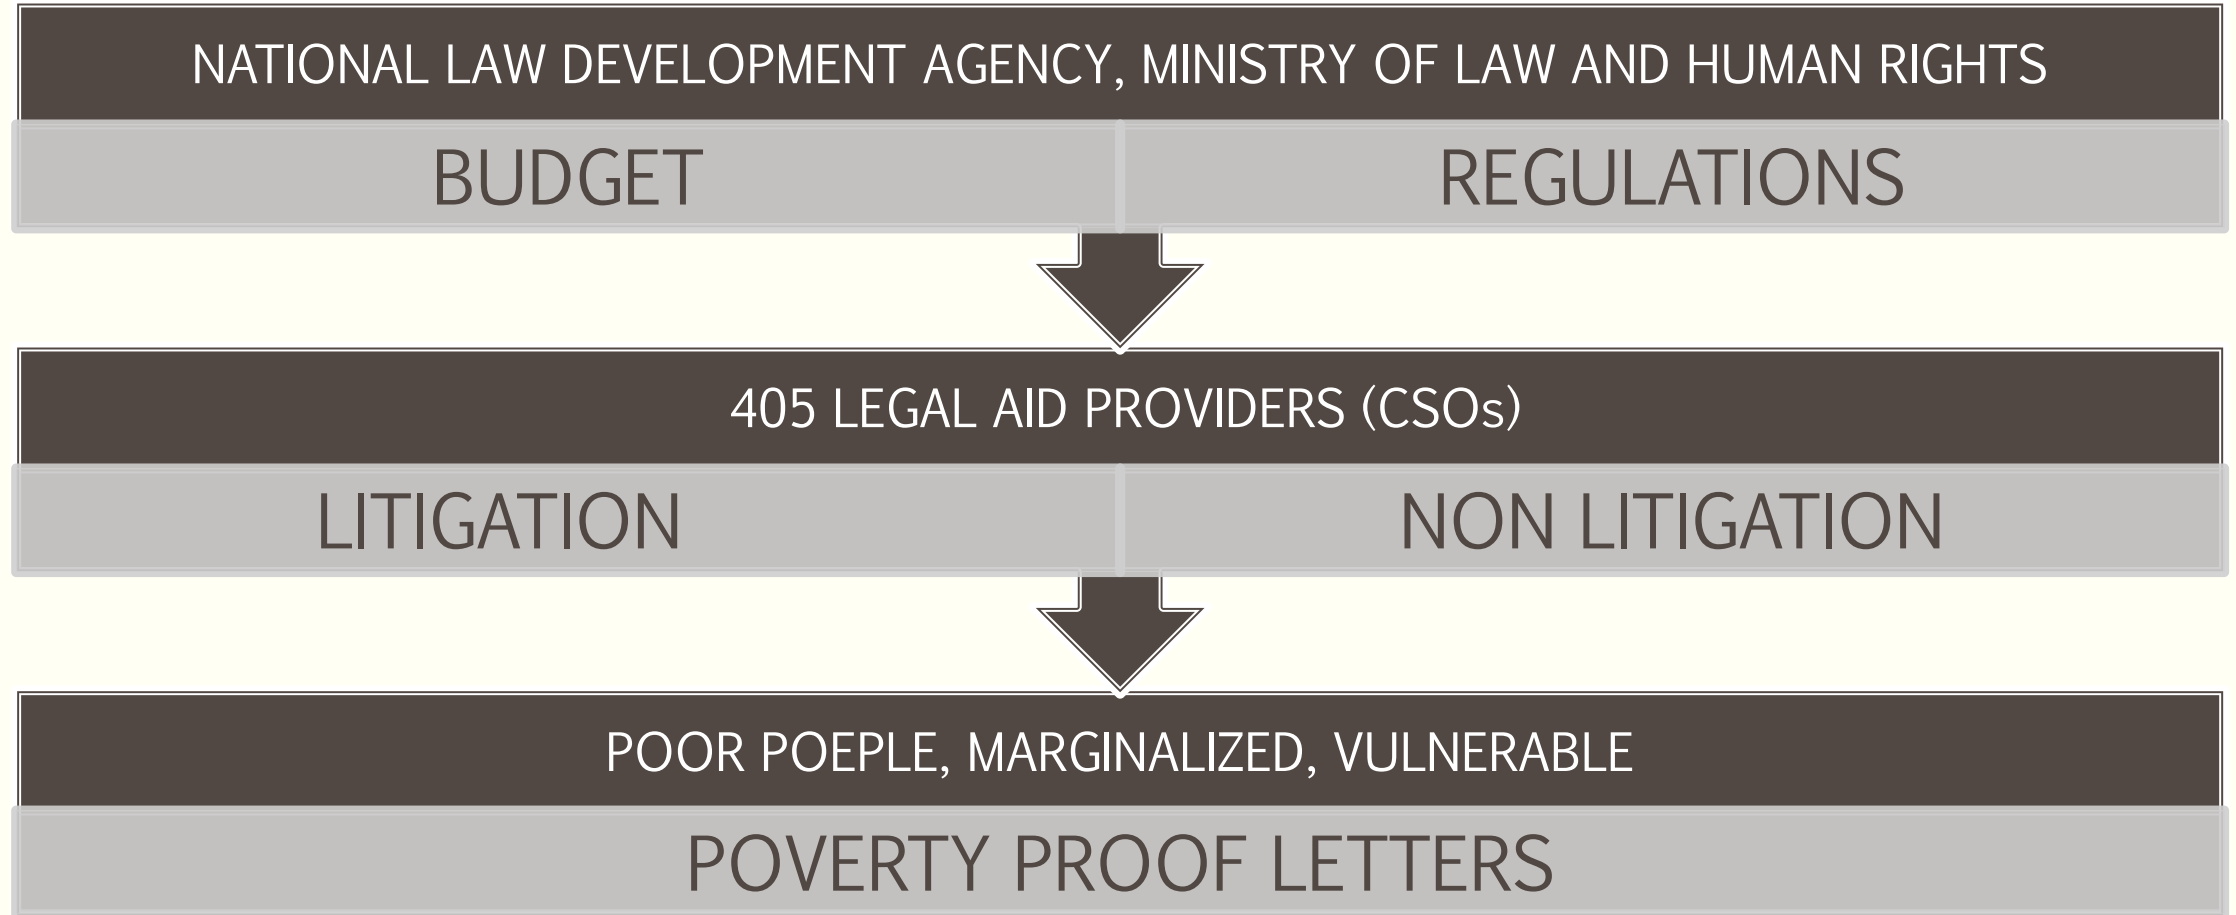 NATIONAL LAW DEVELOPMENT AGENCY, MINISTRY OF LAW AND HUMAN RIGHTS
BUDGET
REGULATIONS
405 LEGAL AID PROVIDERS (CSOs)
LITIGATION
NON LITIGATION
POOR POEPLE, MARGINALIZED, VULNERABLE
POVERTY PROOF LETTERS